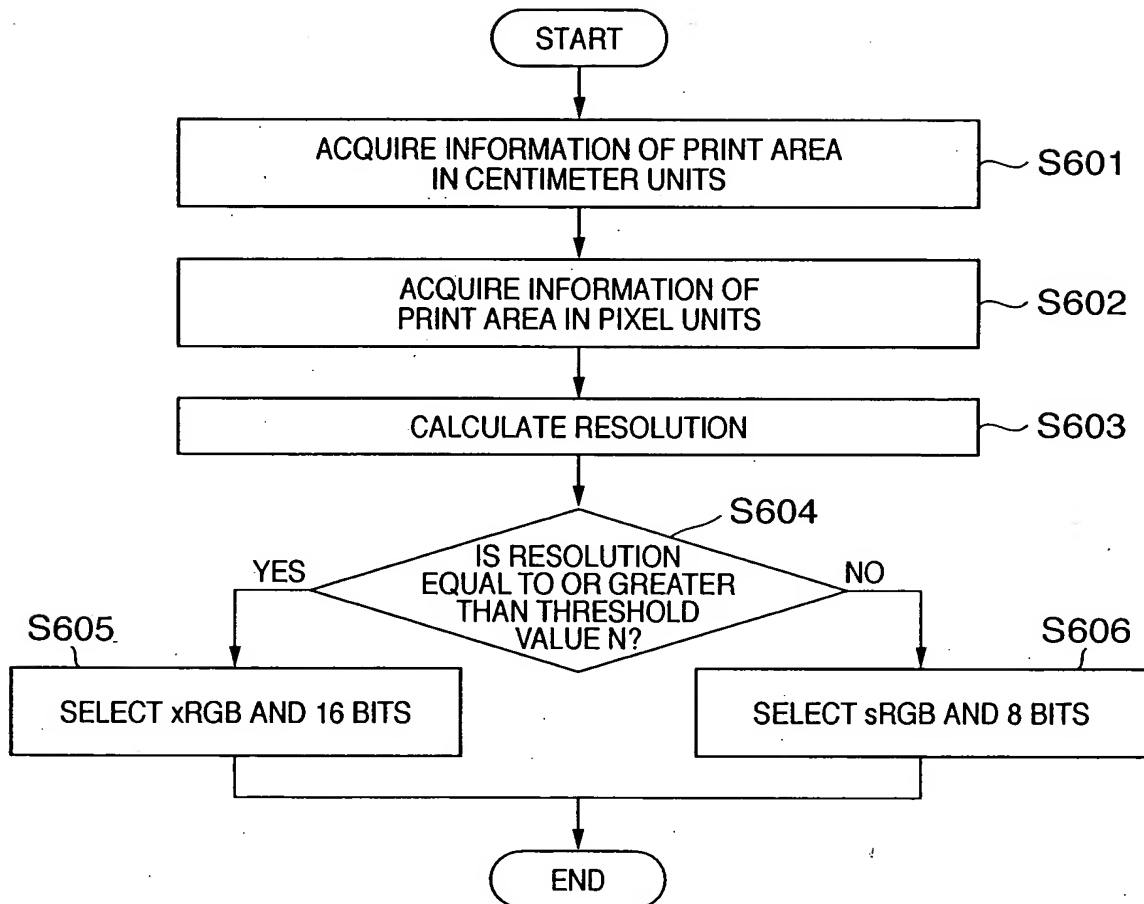 START
ACQUIRE INFORMATION OF PRINT AREA
IN CENTIMETER UNITS
S601
ACQUIRE INFORMATION OF
PRINT AREA IN PIXEL UNITS
S602
CALCULATE RESOLUTION
S603
S604
IS RESOLUTION
EQUAL TO OR GREATER
THAN THRESHOLD
VALUE N?
YES
NO
S605
S606
SELECT xRGB AND 16 BITS
SELECT sRGB AND 8 BITS
END